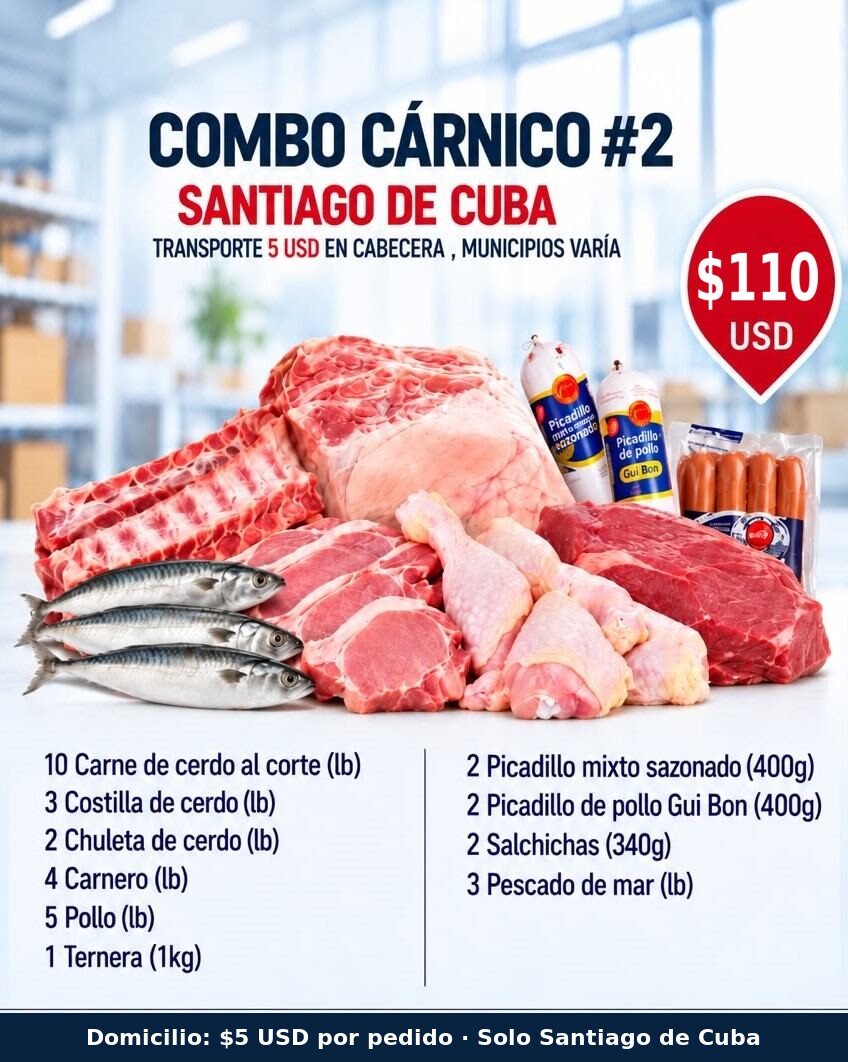 COMBO CÁRNICO #2
SANTIAGO DE CUBA
TRANSPORTE 5 USD EN CABECERA , MUNICIPIOS VARÍA
$110
USD
Picadillo
mixto
sazonado
Picadillo
de pollo
Gui Bon
10 Carne de cerdo al corte (lb)
3 Costilla de cerdo (lb)
2 Chuleta de cerdo (lb)
4 Carnero (lb)
5 Pollo (lb)
1 Ternera (1kg)
2 Picadillo mixto sazonado (400g)
2 Picadillo de pollo Gui Bon (400g)
2 Salchichas (340g)
3 Pescado de mar (lb)
Domicilio: $5 USD por pedido · Solo Santiago de Cuba